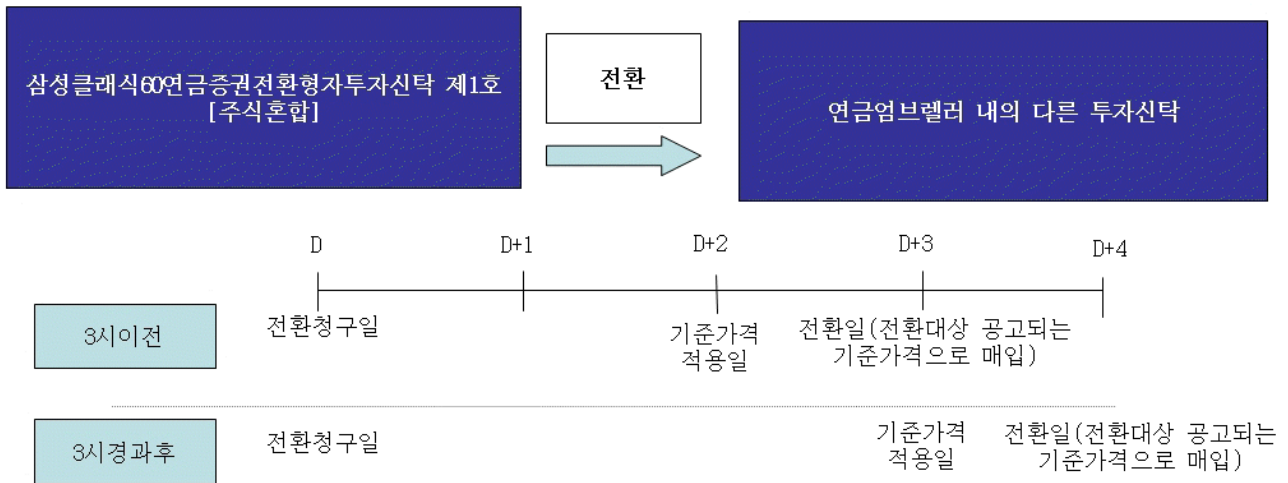 삼성클래식60연금증권전환형자투자신탁 제1호
[주식혼합]
전환
연금엄브렐러 내의 다른 투자신탁
D
D+1
D+2
D+3
D+4
3시이전
전환청구일
기준가격
적용일
전환일(전환대상 공고되는
기준가격으로 매입)
3시경과후
전환청구일
기준가격
적용일
전환일(전환대상 공고되는
기준가격으로 매입)